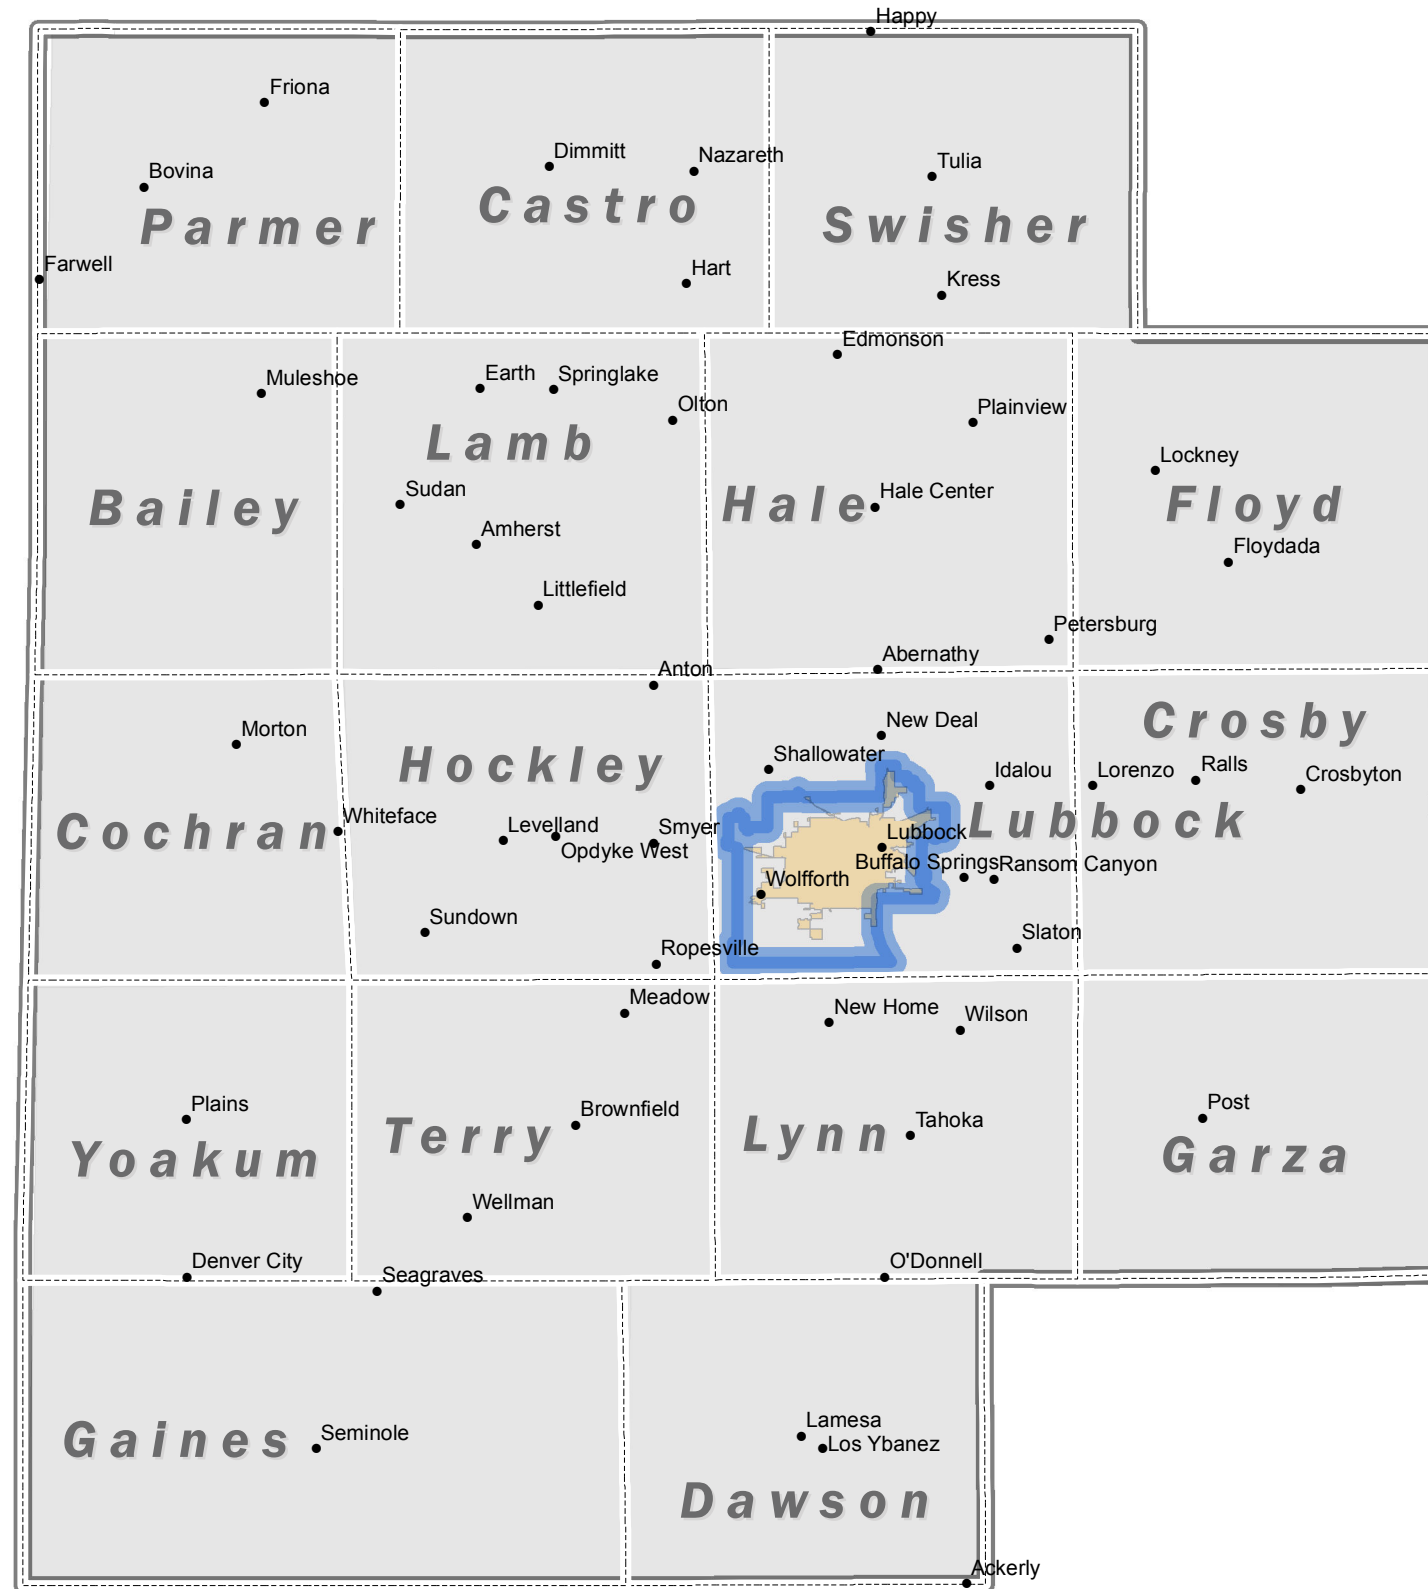 Happy
Friona
Dimmitt
Nazareth
Tulia
Bovina
Castro
Swisher
Parmer
Farwell
Hart
Kress
Edmonson
Muleshoe
Earth
Springlake
Olton
Plainview
Lamb
Lockney
Sudan
Hale Center
Bailey
Hale
Floyd
Amherst
Floydada
Littlefield
Petersburg
Abernathy
Anton
New Deal
Crosby
Morton
Shallowater
Hockley
Idalou
Lorenzo
Ralls
Crosbyton
Whiteface
Levelland
Smyer
Lubbock
Cochran
Lubbock
Opdyke West
Buffalo Springs
Ransom Canyon
Wolfforth
Sundown
Slaton
Ropesville
Meadow
New Home
Wilson
Plains
Brownfield
Post
Tahoka
Terry
Lynn
Yoakum
Garza
Wellman
Denver City
O'Donnell
Seagraves
Lamesa
Seminole
Los Ybanez
Gaines
Dawson
Ackerly